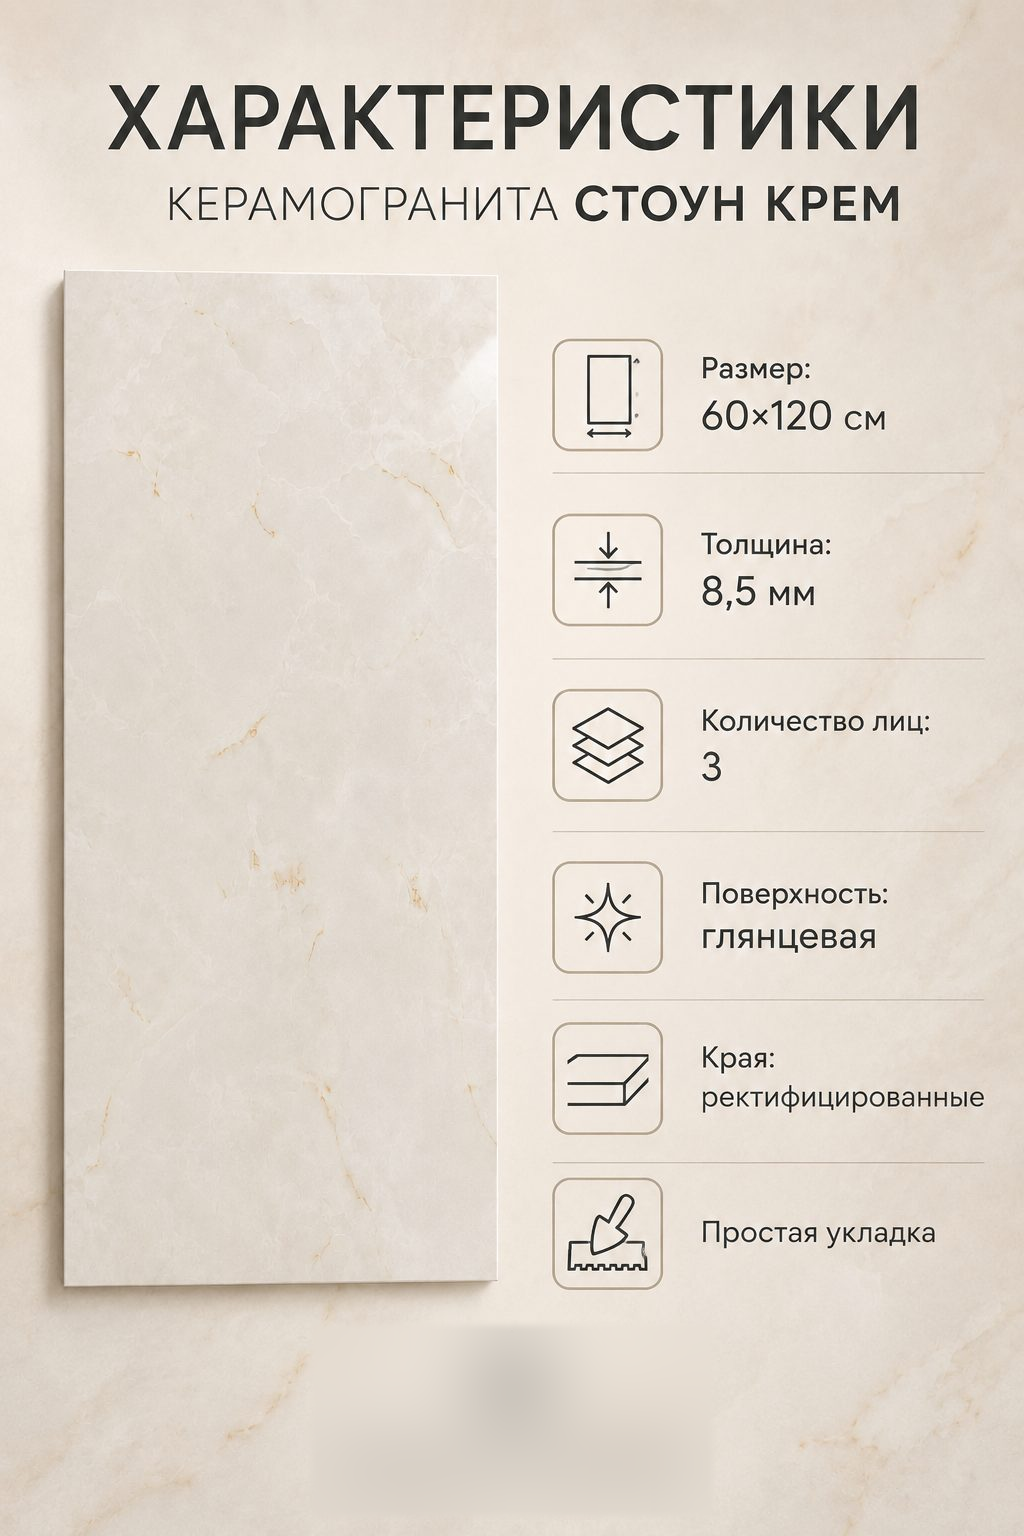 ХАРАКТЕРИСТИКИ
КЕРАМОГРАНИТА СТОУН КРЕМ
Размер:
60×120 см
Толщина:
8,5 мм
Количество лиц:
3
Поверхность:
глянцевая
Края:
ректифицированные
Простая укладка